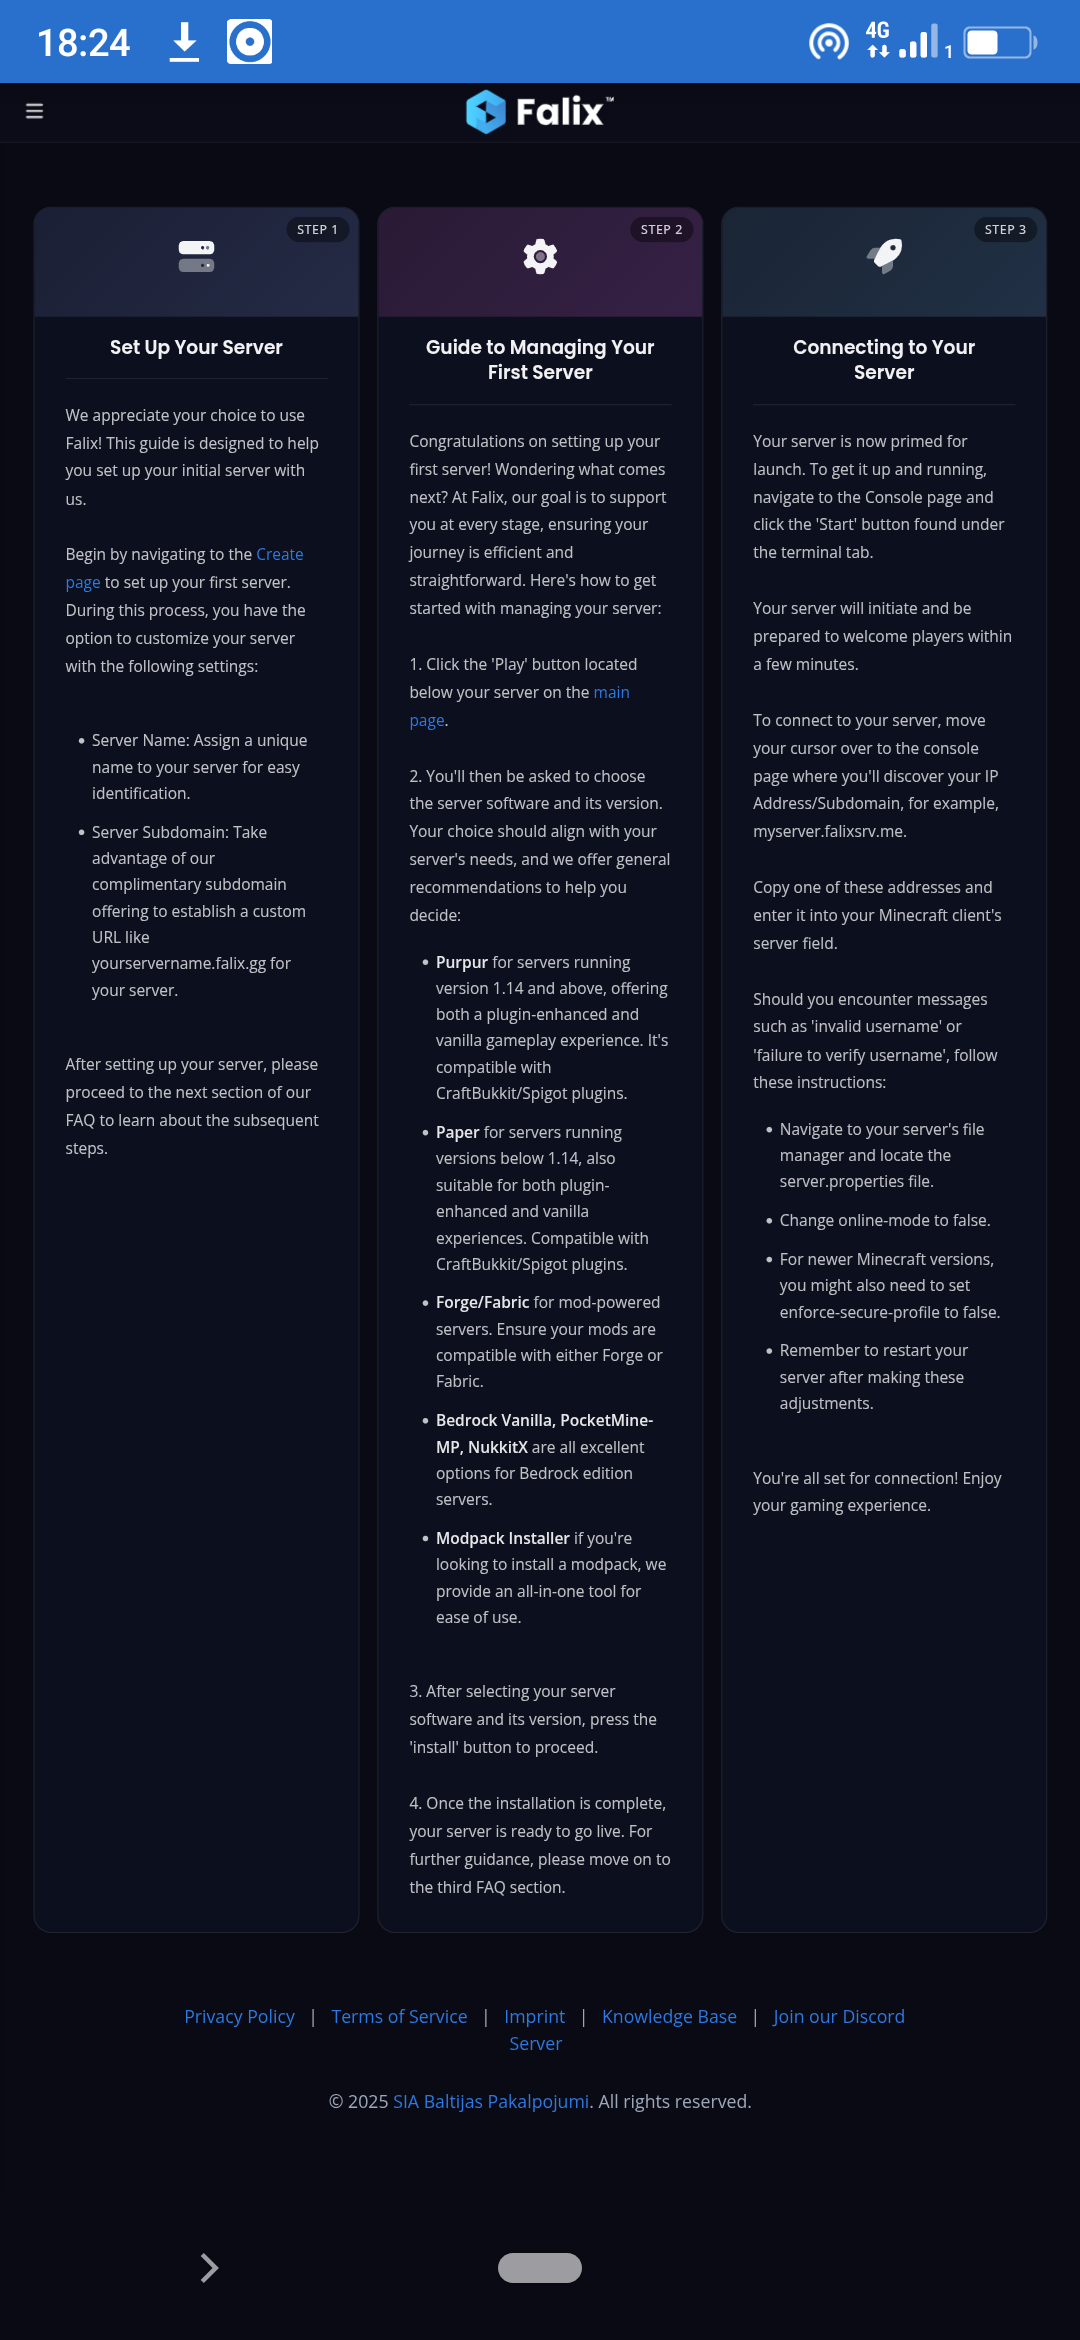 18:24
4G
1
Falix™
STEP 1
Set Up Your Server
We appreciate your choice to use
Falix! This guide is designed to help
you set up your initial server with
us.
Begin by navigating to the Create
page to set up your first server.
During this process, you have the
option to customize your server
with the following settings:
• Server Name: Assign a unique
name to your server for easy
identification.
• Server Subdomain: Take
advantage of our
complimentary subdomain
offering to establish a custom
URL like
yourservername.falix.gg for
your server.
After setting up your server, please
proceed to the next section of our
FAQ to learn about the subsequent
steps.
STEP 2
Guide to Managing Your
First Server
Congratulations on setting up your
first server! Wondering what comes
next? At Falix, our goal is to support
you at every stage, ensuring your
journey is efficient and
straightforward. Here's how to get
started with managing your server:
1. Click the 'Play' button located
below your server on the main
page.
2. You'll then be asked to choose
the server software and its version.
Your choice should align with your
server's needs, and we offer general
recommendations to help you
decide:
• Purpur for servers running
version 1.14 and above, offering
both a plugin-enhanced and
vanilla gameplay experience. It's
compatible with
CraftBukkit/Spigot plugins.
• Paper for servers running
versions below 1.14, also
suitable for both plugin-
enhanced and vanilla
experiences. Compatible with
CraftBukkit/Spigot plugins.
• Forge/Fabric for mod-powered
servers. Ensure your mods are
compatible with either Forge or
Fabric.
• Bedrock Vanilla, PocketMine-
MP, NukkitX are all excellent
options for Bedrock edition
servers.
• Modpack Installer if you're
looking to install a modpack, we
provide an all-in-one tool for
ease of use.
3. After selecting your server
software and its version, press the
'install' button to proceed.
4. Once the installation is complete,
your server is ready to go live. For
further guidance, please move on to
the third FAQ section.
STEP 3
Connecting to Your
Server
Your server is now primed for
launch. To get it up and running,
navigate to the Console page and
click the 'Start' button found under
the terminal tab.
Your server will initiate and be
prepared to welcome players within
a few minutes.
To connect to your server, move
your cursor over to the console
page where you'll discover your IP
Address/Subdomain, for example,
myserver.falixsrv.me.
Copy one of these addresses and
enter it into your Minecraft client's
server field.
Should you encounter messages
such as 'invalid username' or
'failure to verify username', follow
these instructions:
• Navigate to your server's file
manager and locate the
server.properties file.
• Change online-mode to false.
• For newer Minecraft versions,
you might also need to set
enforce-secure-profile to false.
• Remember to restart your
server after making these
adjustments.
You're all set for connection! Enjoy
your gaming experience.
Privacy Policy | Terms of Service | Imprint | Knowledge Base | Join our Discord
Server
© 2025 SIA Baltijas Pakalpojumi. All rights reserved.